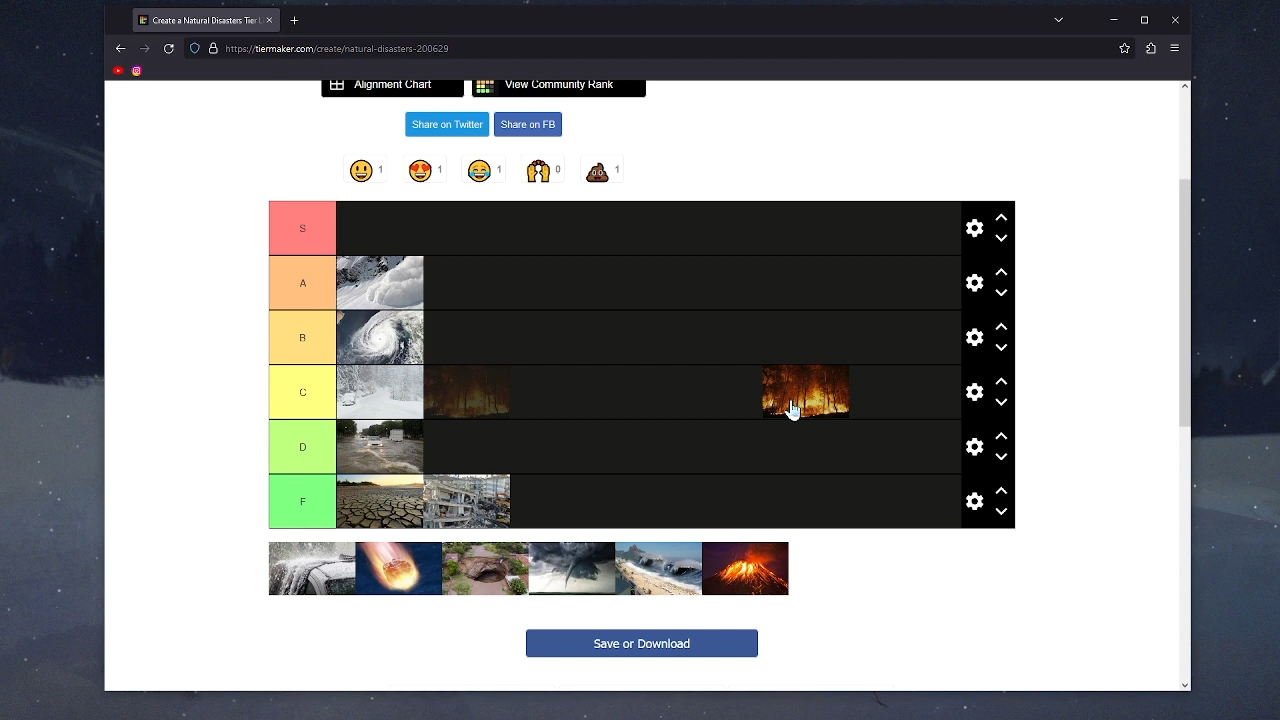 Create a Natural Disasters Tier Li
https://tiermaker.com/create/natural-disasters-200629
Alignment Chart
View Community Rank
Share on Twitter
Share on FB
1
1
1
0
1
S
A
B
C
D
F
Save or Download